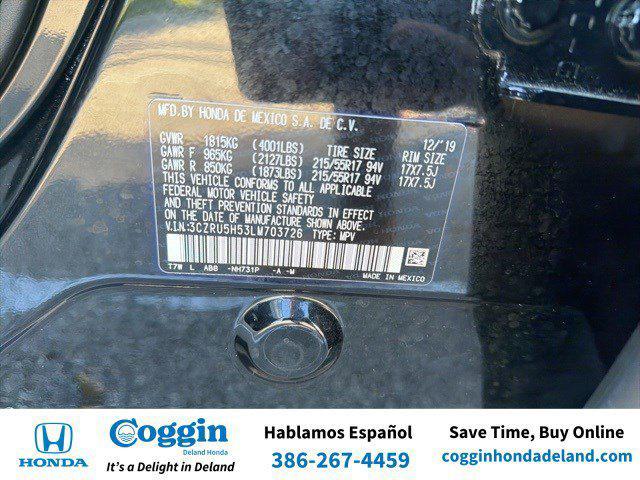 MFD.BY HONDA DE MEXICO S.A. DE C.V.
GVWR 1815KG (4001LBS) TIRE SIZE 12/'19 RIM SIZE
GAWR F 965KG (2127LBS) 215/55R17 94V 17X7.5J
GAWR R 850KG (1873LBS) 215/55R17 94V 17X7.5J
THIS VEHICLE CONFORMS TO ALL APPLICABLE
FEDERAL MOTOR VEHICLE SAFETY
AND THEFT PREVENTION STANDARDS IN EFFECT
ON THE DATE OF MANUFACTURE SHOWN ABOVE.
V.I.N.:3CZRU5H53LM703726 TYPE: MPV
T7W L ABB -NH731P -A -M MADE IN MEXICO
HONDA
Coggin
Deland Honda
It's a Delight in Deland
Hablamos Español
386-267-4459
Save Time, Buy Online
cogginhondadeland.com